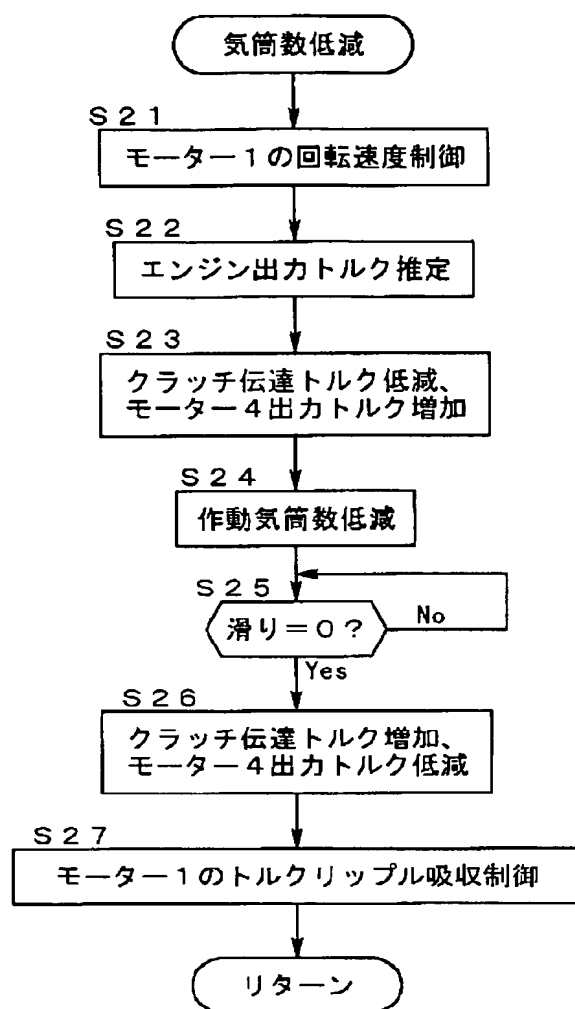 気筒数低減
S21
モーター1の回転速度制御
S22
エンジン出力トルク推定
S23
クラッチ伝達トルク低減、
モーター4出力トルク増加
S24
作動気筒数低減
S25
滑り=0?
No
Yes
S26
クラッチ伝達トルク増加、
モーター4出力トルク低減
S27
モーター1のトルクリップル吸収制御
リターン